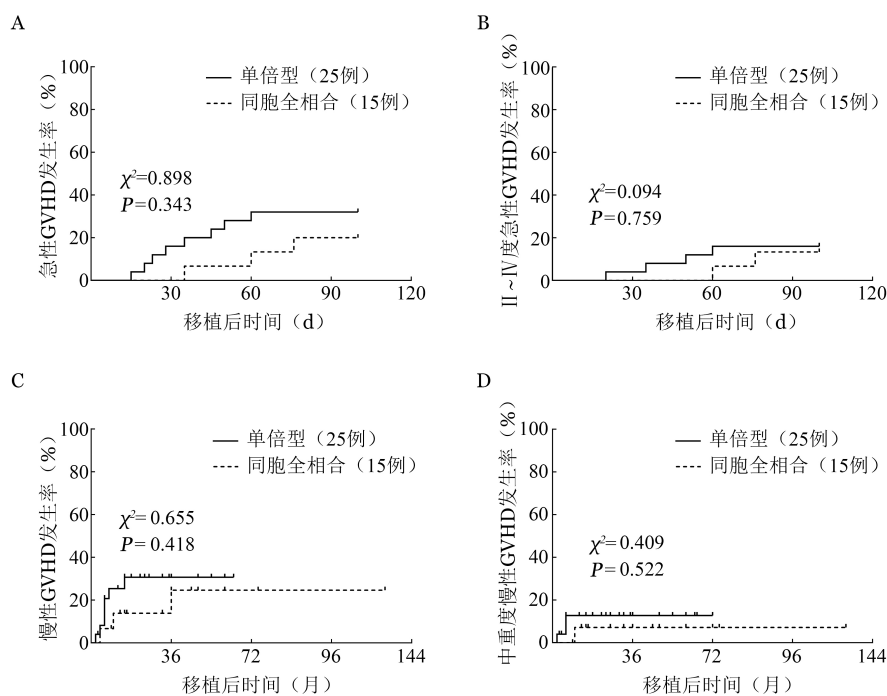 A
急性GVHD发生率（%）
100
80
60
40
20
0
单倍型（25例）
同胞全相合（15例）
χ²=0.898
P=0.343
30
60
90
120
移植后时间（d）
B
Ⅱ~Ⅳ度急性GVHD发生率（%）
100
80
60
40
20
0
单倍型（25例）
同胞全相合（15例）
χ²=0.094
P=0.759
30
60
90
120
移植后时间（d）
C
慢性GVHD发生率（%）
100
80
60
40
20
0
单倍型（25例）
同胞全相合（15例）
χ²=0.655
P=0.418
36
72
96
144
移植后时间（月）
D
中重度慢性GVHD发生率（%）
100
80
60
40
20
0
单倍型（25例）
同胞全相合（15例）
χ²=0.409
P=0.522
36
72
96
144
移植后时间（月）